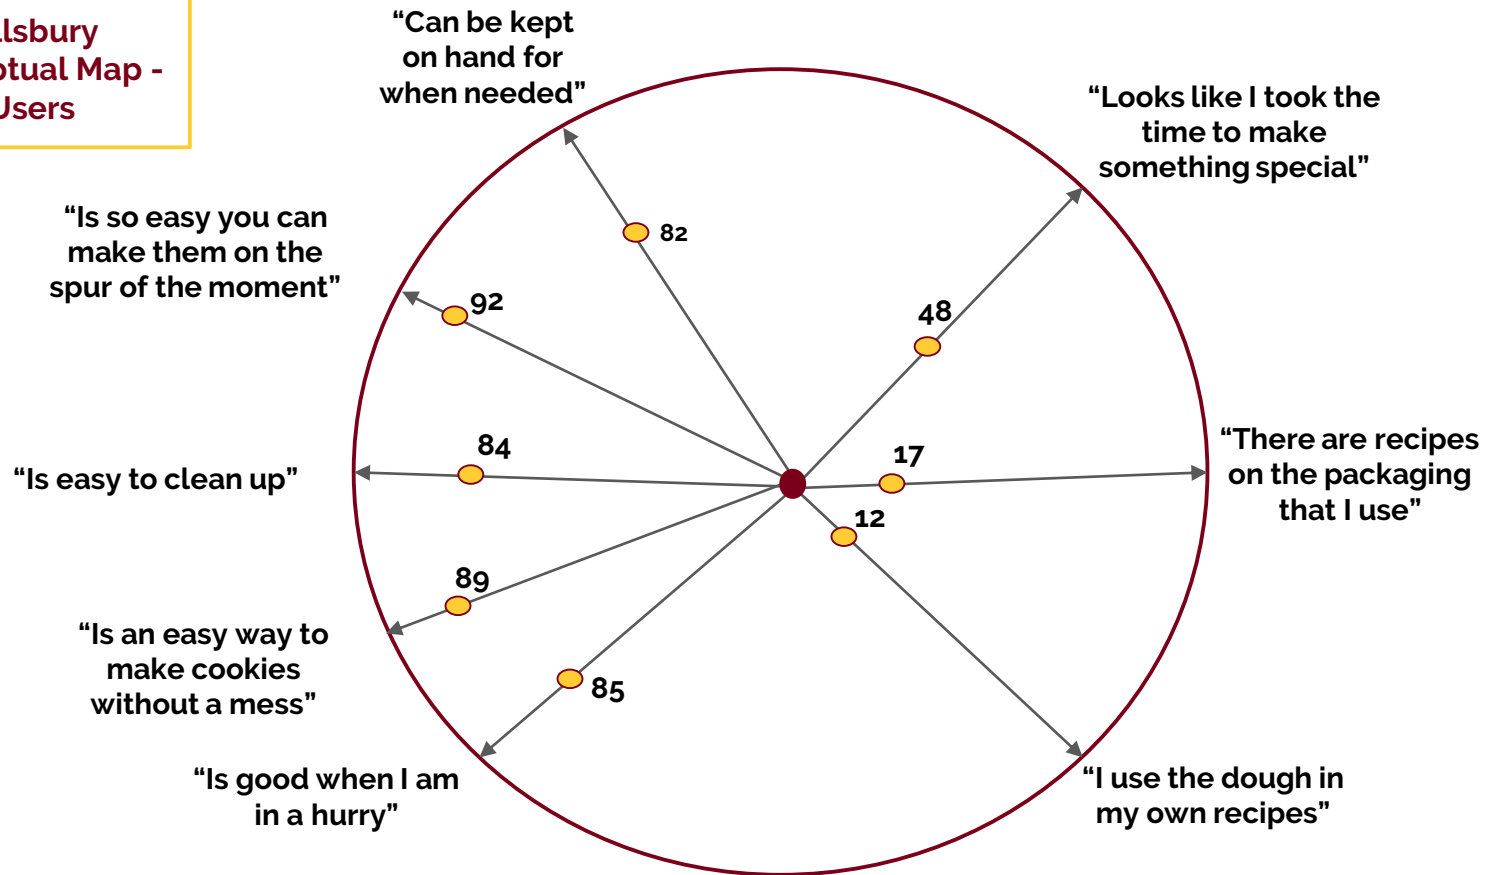 llsbury
ptual Map -
Users
“Can be kept
on hand for
when needed”
“Looks like I took the
time to make
something special”
“Is so easy you can
make them on the
spur of the moment”
82
92
48
“Is easy to clean up”
84
17
“There are recipes
on the packaging
that I use”
12
89
“Is an easy way to
make cookies
without a mess”
85
“Is good when I am
in a hurry”
“I use the dough in
my own recipes”